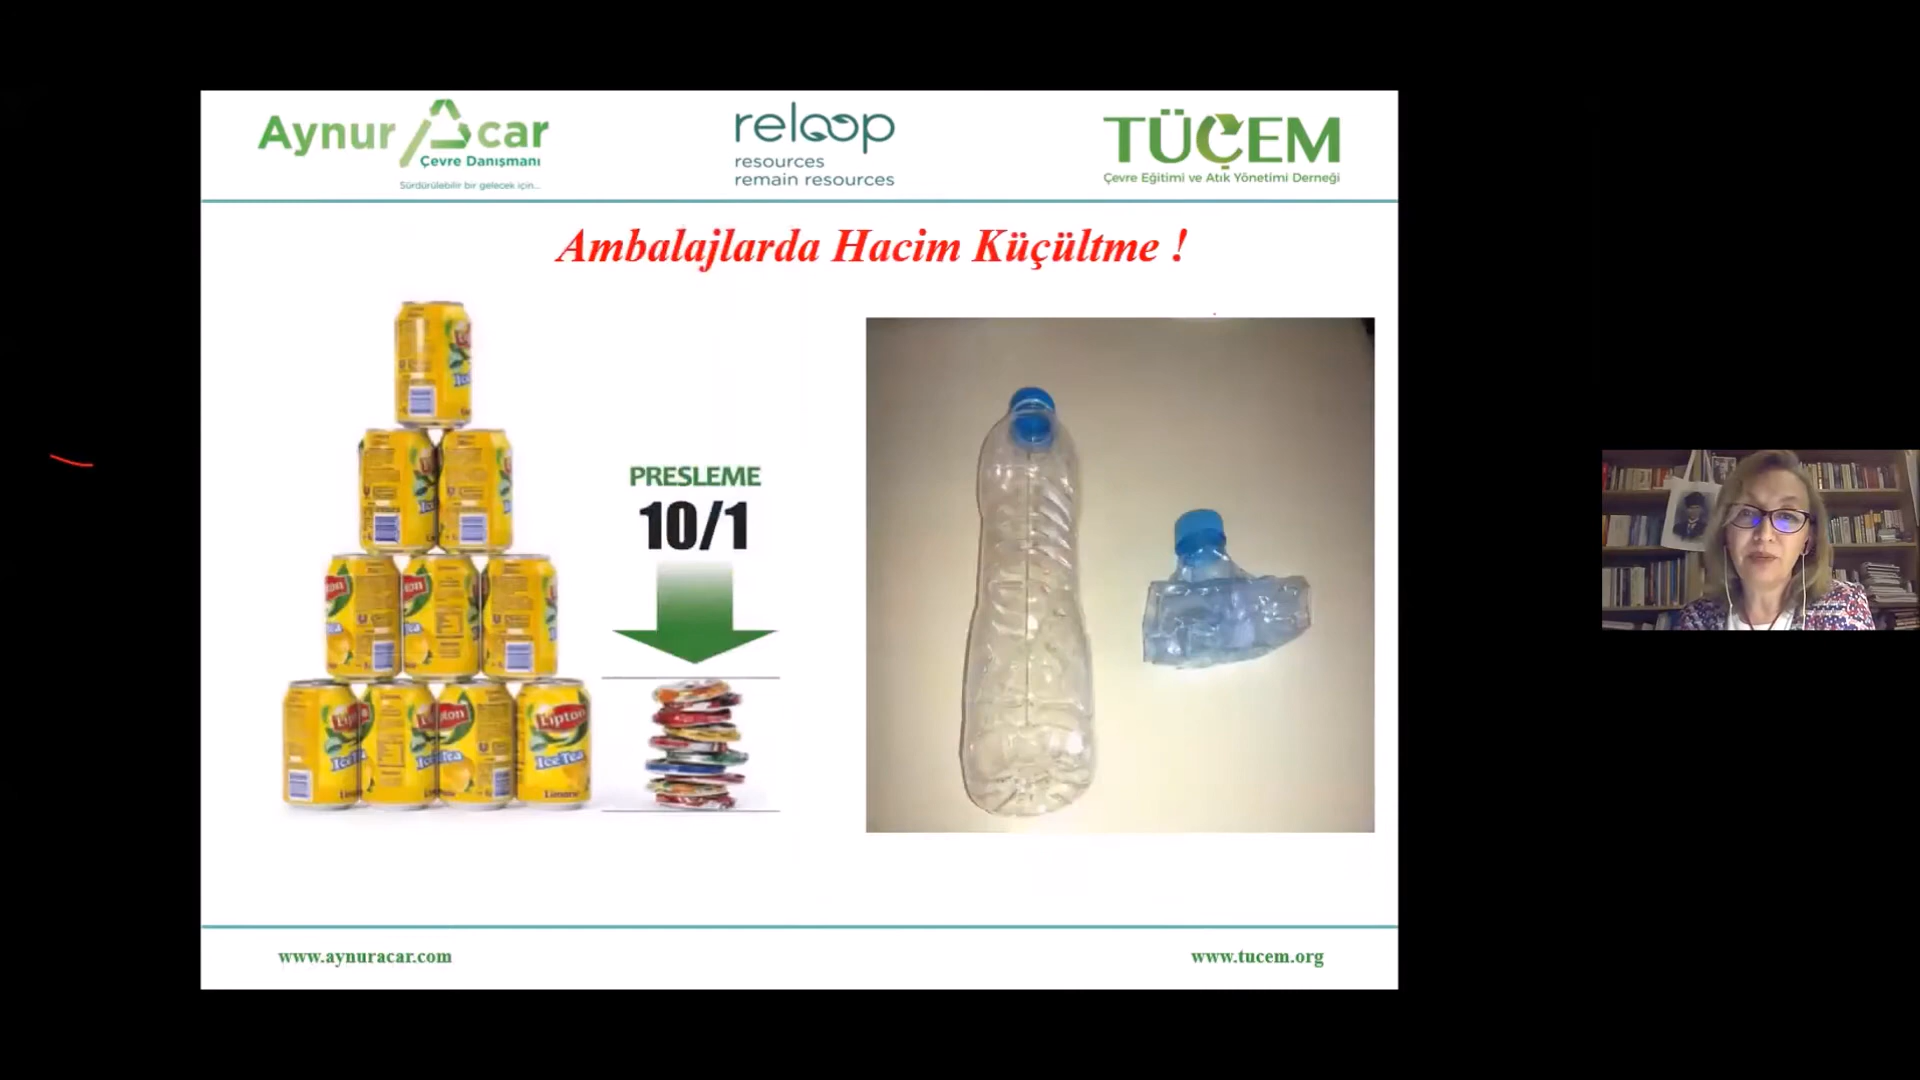 Aynur Acar
Çevre Danışmanı
Sürdürülebilir bir gelecek için...
reloop
resources
remain resources
TÜÇEM
Çevre Eğitimi ve Atık Yönetimi Derneği
Ambalajlarda Hacim Küçültme !
PRESLEME
10/1
Lipton
Ice Tea
www.aynuracar.com
www.tucem.org